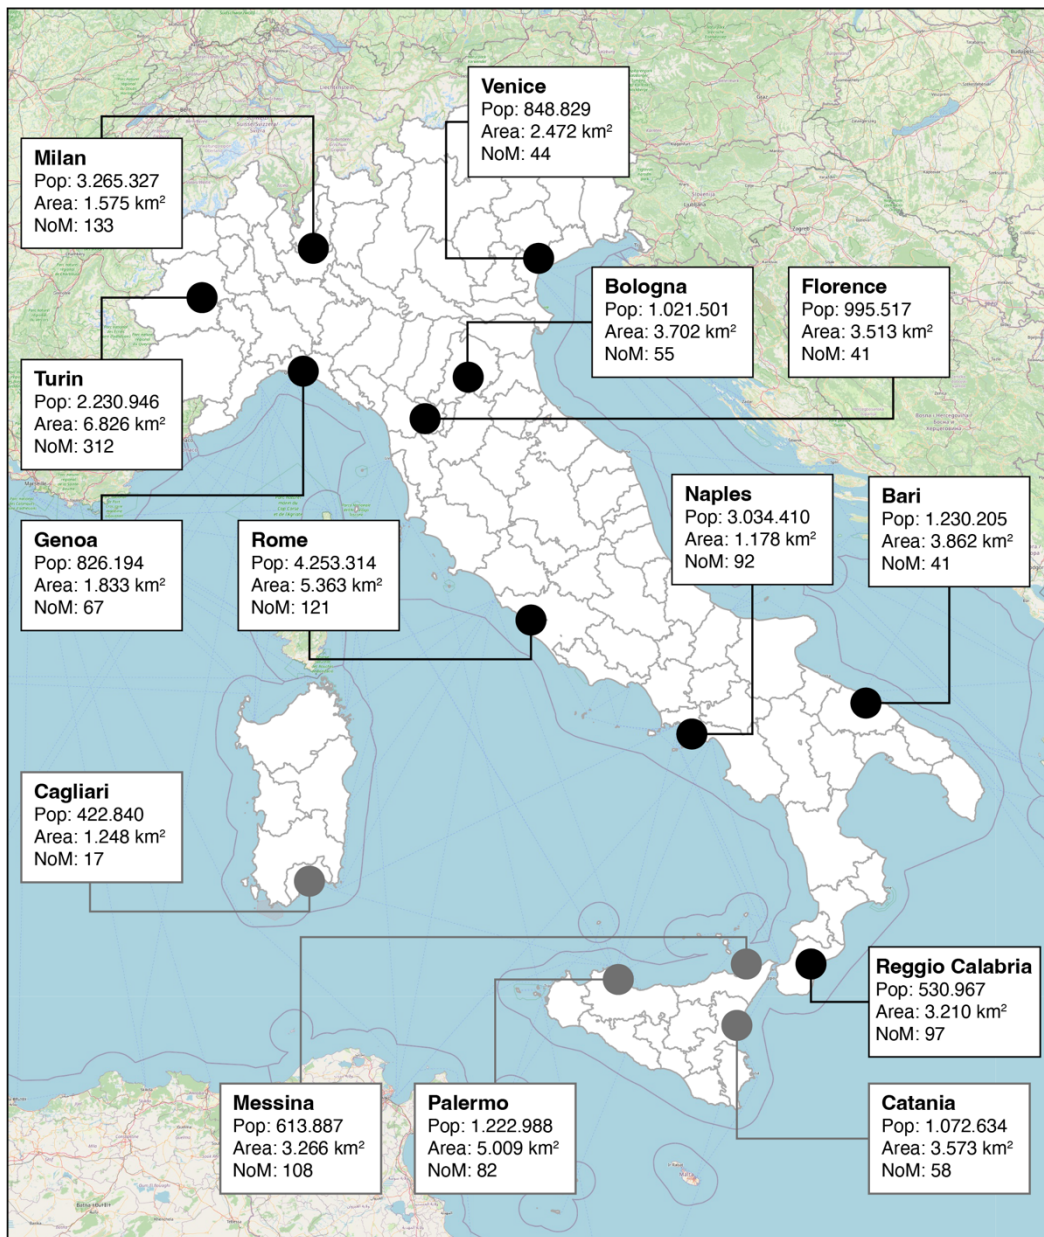 Venice
Pop: 848.829
Area: 2.472 km²
NoM: 44
Milan
Pop: 3.265.327
Area: 1.575 km²
NoM: 133
Bologna
Pop: 1.021.501
Area: 3.702 km²
NoM: 55
Florence
Pop: 995.517
Area: 3.513 km²
NoM: 41
Turin
Pop: 2.230.946
Area: 6.826 km²
NoM: 312
Naples
Pop: 3.034.410
Area: 1.178 km²
NoM: 92
Bari
Pop: 1.230.205
Area: 3.862 km²
NoM: 41
Genoa
Pop: 826.194
Area: 1.833 km²
NoM: 67
Rome
Pop: 4.253.314
Area: 5.363 km²
NoM: 121
Cagliari
Pop: 422.840
Area: 1.248 km²
NoM: 17
Reggio Calabria
Pop: 530.967
Area: 3.210 km²
NoM: 97
Messina
Pop: 613.887
Area: 3.266 km²
NoM: 108
Palermo
Pop: 1.222.988
Area: 5.009 km²
NoM: 82
Catania
Pop: 1.072.634
Area: 3.573 km²
NoM: 58